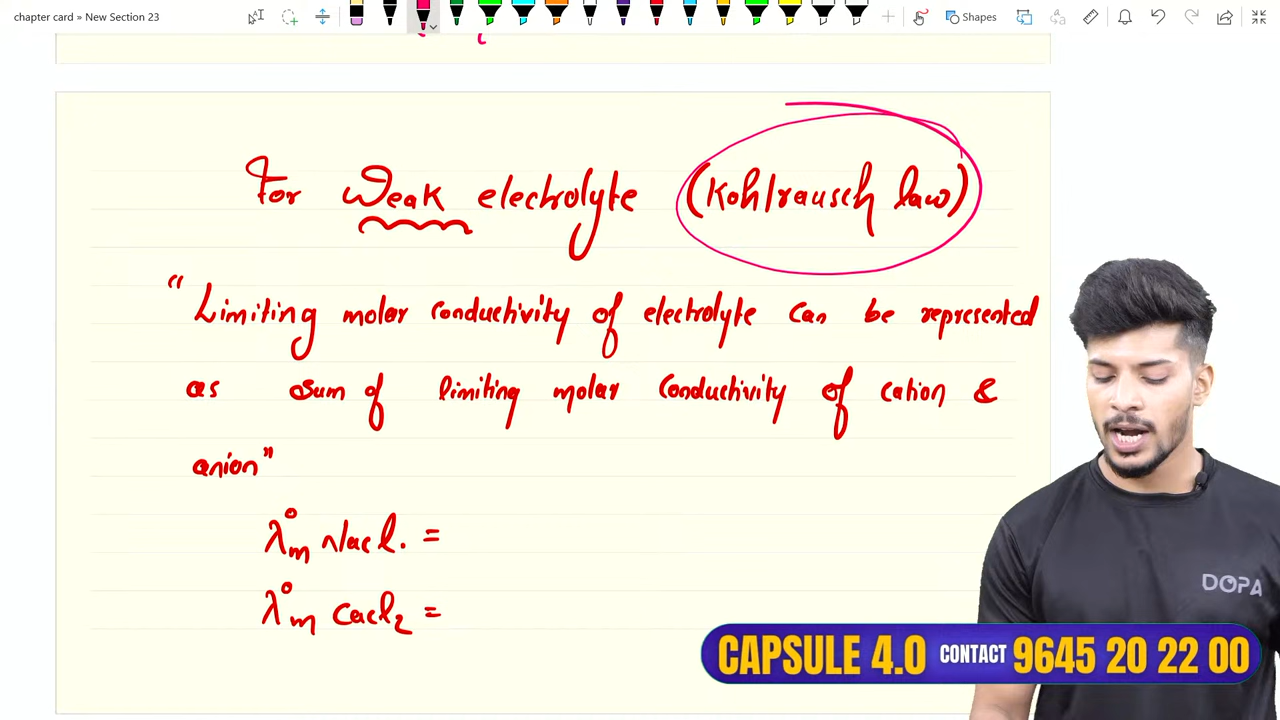 chapter card » New Section 23
Shapes
For Weak electrolyte (Kohlrausch law)
"Limiting molar conductivity of electrolyte can be represented
as sum of limiting molar conductivity of cation &
anion"
λ°m Nacl. =
λ°m Cacl₂ =
DOPA
CAPSULE 4.0 CONTACT 9645 20 22 00